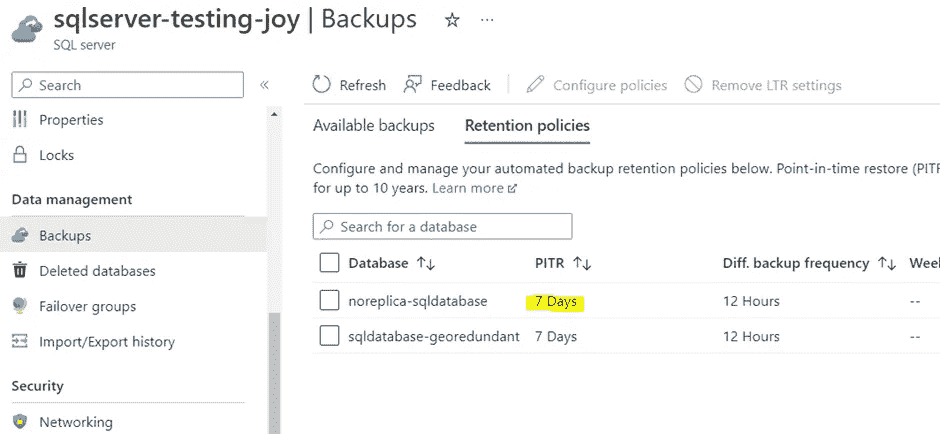 sqlserver-testing-joy | Backups
SQL server
Search
Refresh
Feedback
Configure policies
Remove LTR settings
Properties
Locks
Data management
Backups
Deleted databases
Failover groups
Import/Export history
Security
Networking
Available backups
Retention policies
Configure and manage your automated backup retention policies below. Point-in-time restore (PITR
for up to 10 years. Learn more
Search for a database
Database PITR Diff. backup frequency Week
noreplica-sqldatabase 7 Days 12 Hours --
sqldatabase-georedundant 7 Days 12 Hours --